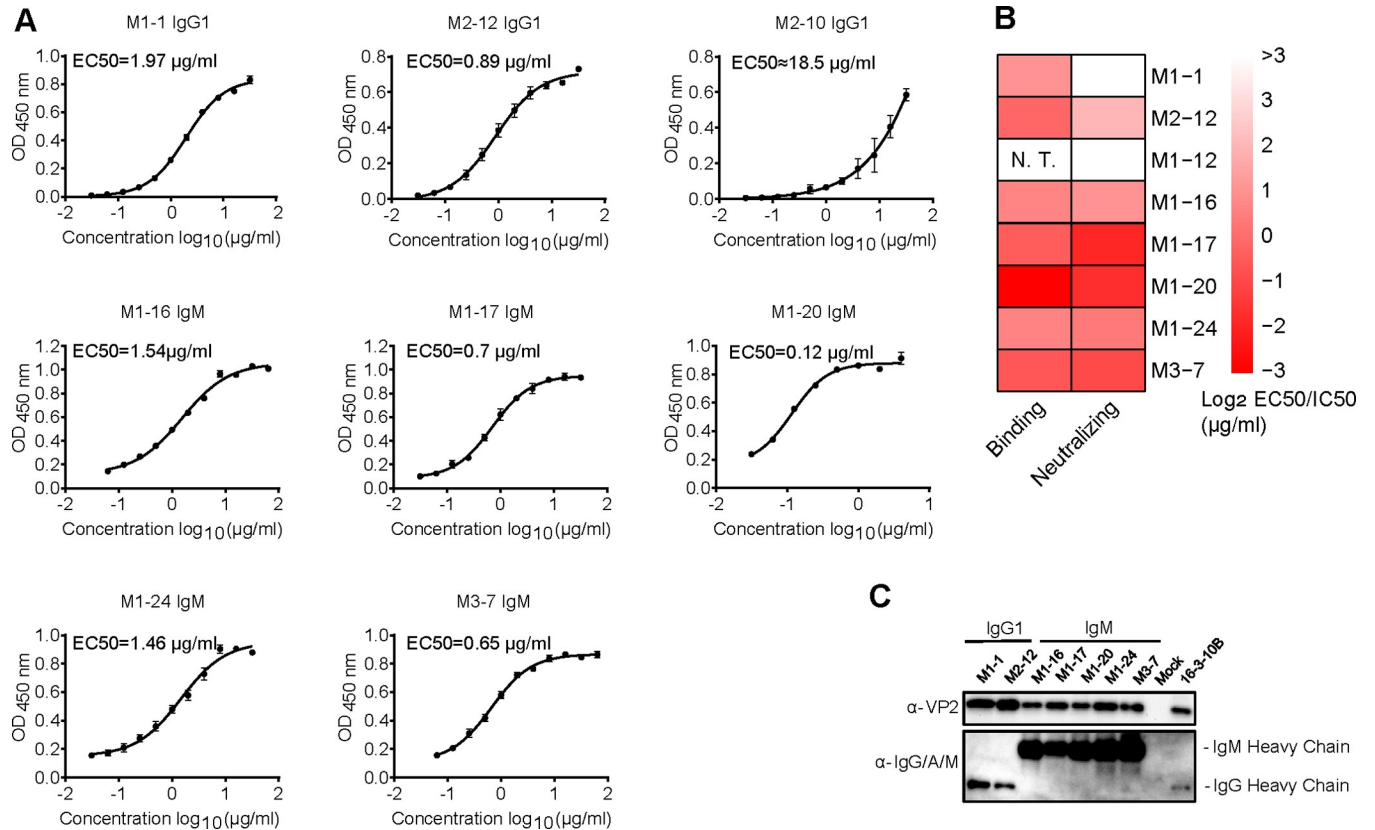 A
M1-1 IgG1
EC50=1.97 µg/ml
1.0
0.8
0.6
0.4
0.2
0.0
OD 450 nm
-2 -1 0 1 2
Concentration log10(µg/ml)
M2-12 IgG1
EC50=0.89 µg/ml
0.8
0.6
0.4
0.2
0.0
OD 450 nm
-2 -1 0 1 2
Concentration log10(µg/ml)
M2-10 IgG1
EC50≈18.5 µg/ml
0.8
0.6
0.4
0.2
0.0
OD 450 nm
-2 -1 0 1 2
Concentration log10(µg/ml)
M1-16 IgM
EC50=1.54µg/ml
1.2
1.0
0.8
0.6
0.4
0.2
0.0
OD 450 nm
-2 -1 0 1 2
Concentration log10(µg/ml)
M1-17 IgM
EC50=0.7 µg/ml
1.2
1.0
0.8
0.6
0.4
0.2
0.0
OD 450 nm
-2 -1 0 1 2
Concentration log10(µg/ml)
M1-20 IgM
EC50=0.12 µg/ml
1.0
0.8
0.6
0.4
0.2
0.0
OD 450 nm
-2 -1 0 1
Concentration log10(µg/ml)
M1-24 IgM
EC50=1.46 µg/ml
1.0
0.8
0.6
0.4
0.2
0.0
OD 450 nm
-2 -1 0 1 2
Concentration log10(µg/ml)
M3-7 IgM
EC50=0.65 µg/ml
1.0
0.8
0.6
0.4
0.2
0.0
OD 450 nm
-2 -1 0 1 2
Concentration log10(µg/ml)
B
M1−1
M2−12
N. T. M1−12
M1−16
M1−17
M1−20
M1−24
M3−7
Binding
Neutralizing
>3
3
2
1
0
−1
−2
−3
Log2 EC50/IC50
(µg/ml)
C
IgG1 IgM
M1-1 M2-12 M1-16 M1-17 M1-20 M1-24 M3-7 Mock 16-3-10B
α-VP2
α-IgG/A/M
- IgM Heavy Chain
- IgG Heavy Chain